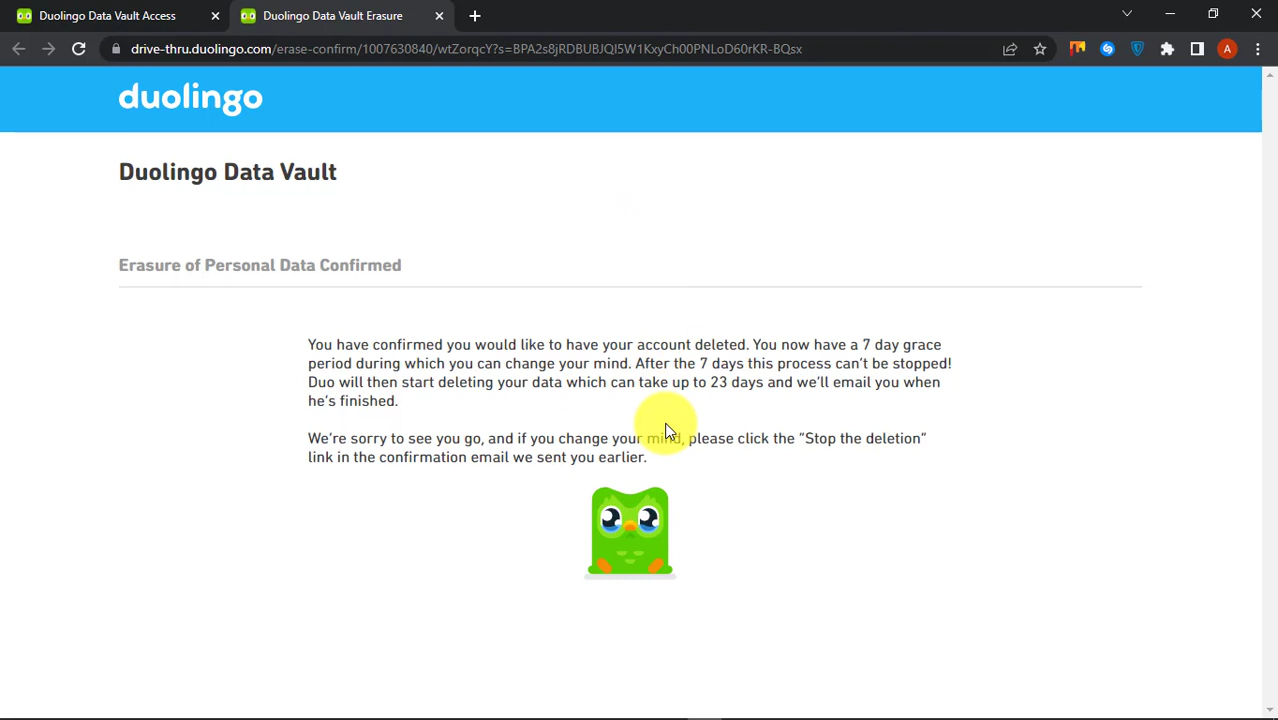 Duolingo Data Vault Access
Duolingo Data Vault Erasure
drive-thru.duolingo.com/erase-confirm/1007630840/wtZorqcY?s=BPA2s8jRDBUBJQI5W1KxyCh00PNLoD60rKR-BQsx
A
duolingo
Duolingo Data Vault
Erasure of Personal Data Confirmed
You have confirmed you would like to have your account deleted. You now have a 7 day grace
period during which you can change your mind. After the 7 days this process can't be stopped!
Duo will then start deleting your data which can take up to 23 days and we'll email you when
he's finished.
We're sorry to see you go, and if you change your mind, please click the “Stop the deletion”
link in the confirmation email we sent you earlier.